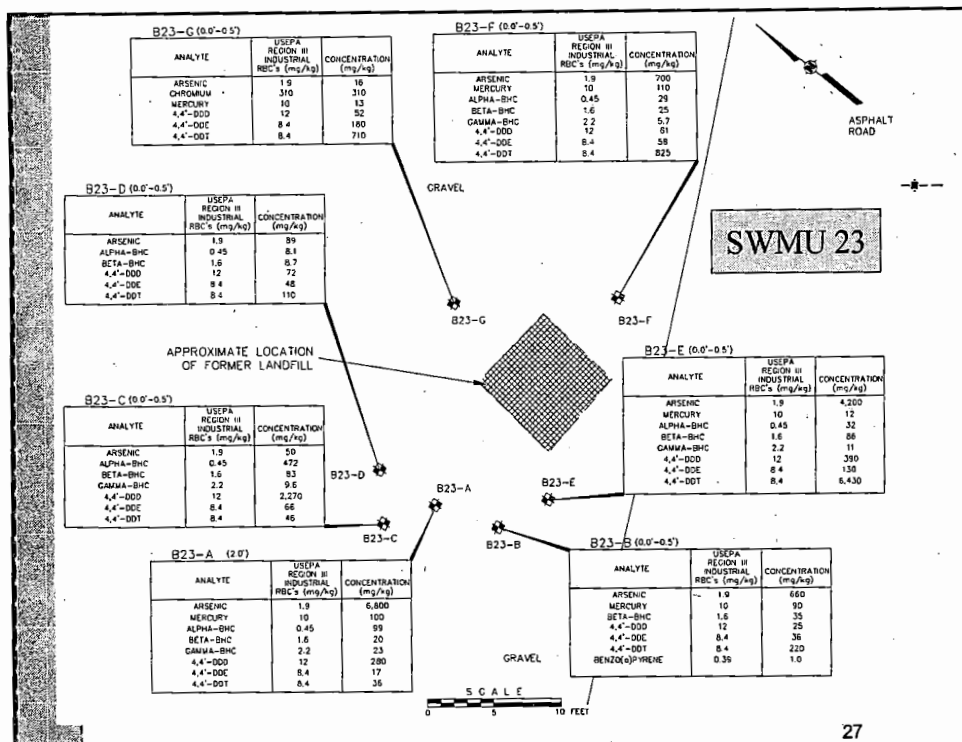 B23-G (0.0'-0.5')
ANALYTE USEPA REGION III INDUSTRIAL RBC's (mg/kg) CONCENTRATION (mg/kg)
ARSENIC 1.9 16
CHROMIUM 310 310
MERCURY 10 13
4,4'-DDD 12 52
4,4'-DDE 8.4 180
4,4'-DDT 8.4 710
B23-F (0.0'-0.5')
ANALYTE USEPA REGION III INDUSTRIAL RBC's (mg/kg) CONCENTRATION (mg/kg)
ARSENIC 1.9 700
MERCURY 10 110
ALPHA-BHC 0.45 29
BETA-BHC 1.6 25
GAMMA-BHC 2.2 5.7
4,4'-DDD 12 61
4,4'-DDE 8.4 58
4,4'-DDT 8.4 825
ASPHALT
ROAD
GRAVEL
B23-D (0.0'-0.5')
ANALYTE USEPA REGION III INDUSTRIAL RBC's (mg/kg) CONCENTRATION (mg/kg)
ARSENIC 1.9 89
ALPHA-BHC 0.45 8.1
BETA-BHC 1.6 8.7
4,4'-DDD 12 72
4,4'-DDE 8.4 48
4,4'-DDT 8.4 110
SWMU 23
B23-G
B23-F
APPROXIMATE LOCATION
OF FORMER LANDFILL
B23-E (0.0'-0.5')
ANALYTE USEPA REGION III INDUSTRIAL RBC's (mg/kg) CONCENTRATION (mg/kg)
ARSENIC 1.9 4,200
MERCURY 10 12
ALPHA-BHC 0.45 32
BETA-BHC 1.6 86
GAMMA-BHC 2.2 11
4,4'-DDD 12 390
4,4'-DDE 8.4 130
4,4'-DDT 8.4 6,430
B23-C (0.0'-0.5')
ANALYTE USEPA REGION III INDUSTRIAL RBC's (mg/kg) CONCENTRATION (mg/kg)
ARSENIC 1.9 50
ALPHA-BHC 0.45 472
BETA-BHC 1.6 83
GAMMA-BHC 2.2 9.6
4,4'-DDD 12 2,270
4,4'-DDE 8.4 66
4,4'-DDT 8.4 46
B23-D
B23-A
B23-E
B23-C
B23-B
B23-A (2.0')
ANALYTE USEPA REGION III INDUSTRIAL RBC's (mg/kg) CONCENTRATION (mg/kg)
ARSENIC 1.9 6,800
MERCURY 10 100
ALPHA-BHC 0.45 99
BETA-BHC 1.6 20
GAMMA-BHC 2.2 23
4,4'-DDD 12 280
4,4'-DDE 8.4 17
4,4'-DDT 8.4 36
B23-B (0.0'-0.5')
ANALYTE USEPA REGION III INDUSTRIAL RBC's (mg/kg) CONCENTRATION (mg/kg)
ARSENIC 1.9 660
MERCURY 10 90
BETA-BHC 1.6 35
4,4'-DDD 12 25
4,4'-DDE 8.4 36
4,4'-DDT 8.4 220
BENZO(a)PYRENE 0.39 1.0
GRAVEL
SCALE
0 5 10 FEET
27